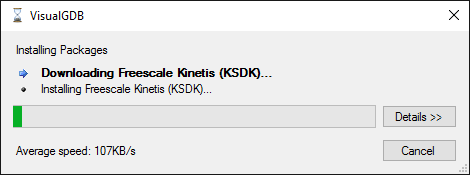 VisualGDB
Installing Packages
Downloading Freescale Kinetis (KSDK)...
Installing Freescale Kinetis (KSDK)...
Details >>
Average speed: 107KB/s
Cancel